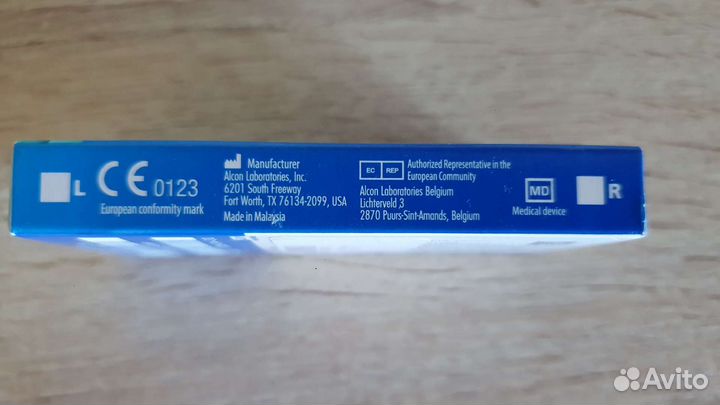 L
CE 0123
European conformity mark
Manufacturer
Alcon Laboratories, Inc.
6201 South Freeway
Fort Worth, TX 76134-2099, USA
Made in Malaysia
EC REP
Authorized Representative in the
European Community
Alcon Laboratories Belgium
Lichterveld 3
2870 Puurs-Sint-Amands, Belgium
MD
Medical device
R
Avito